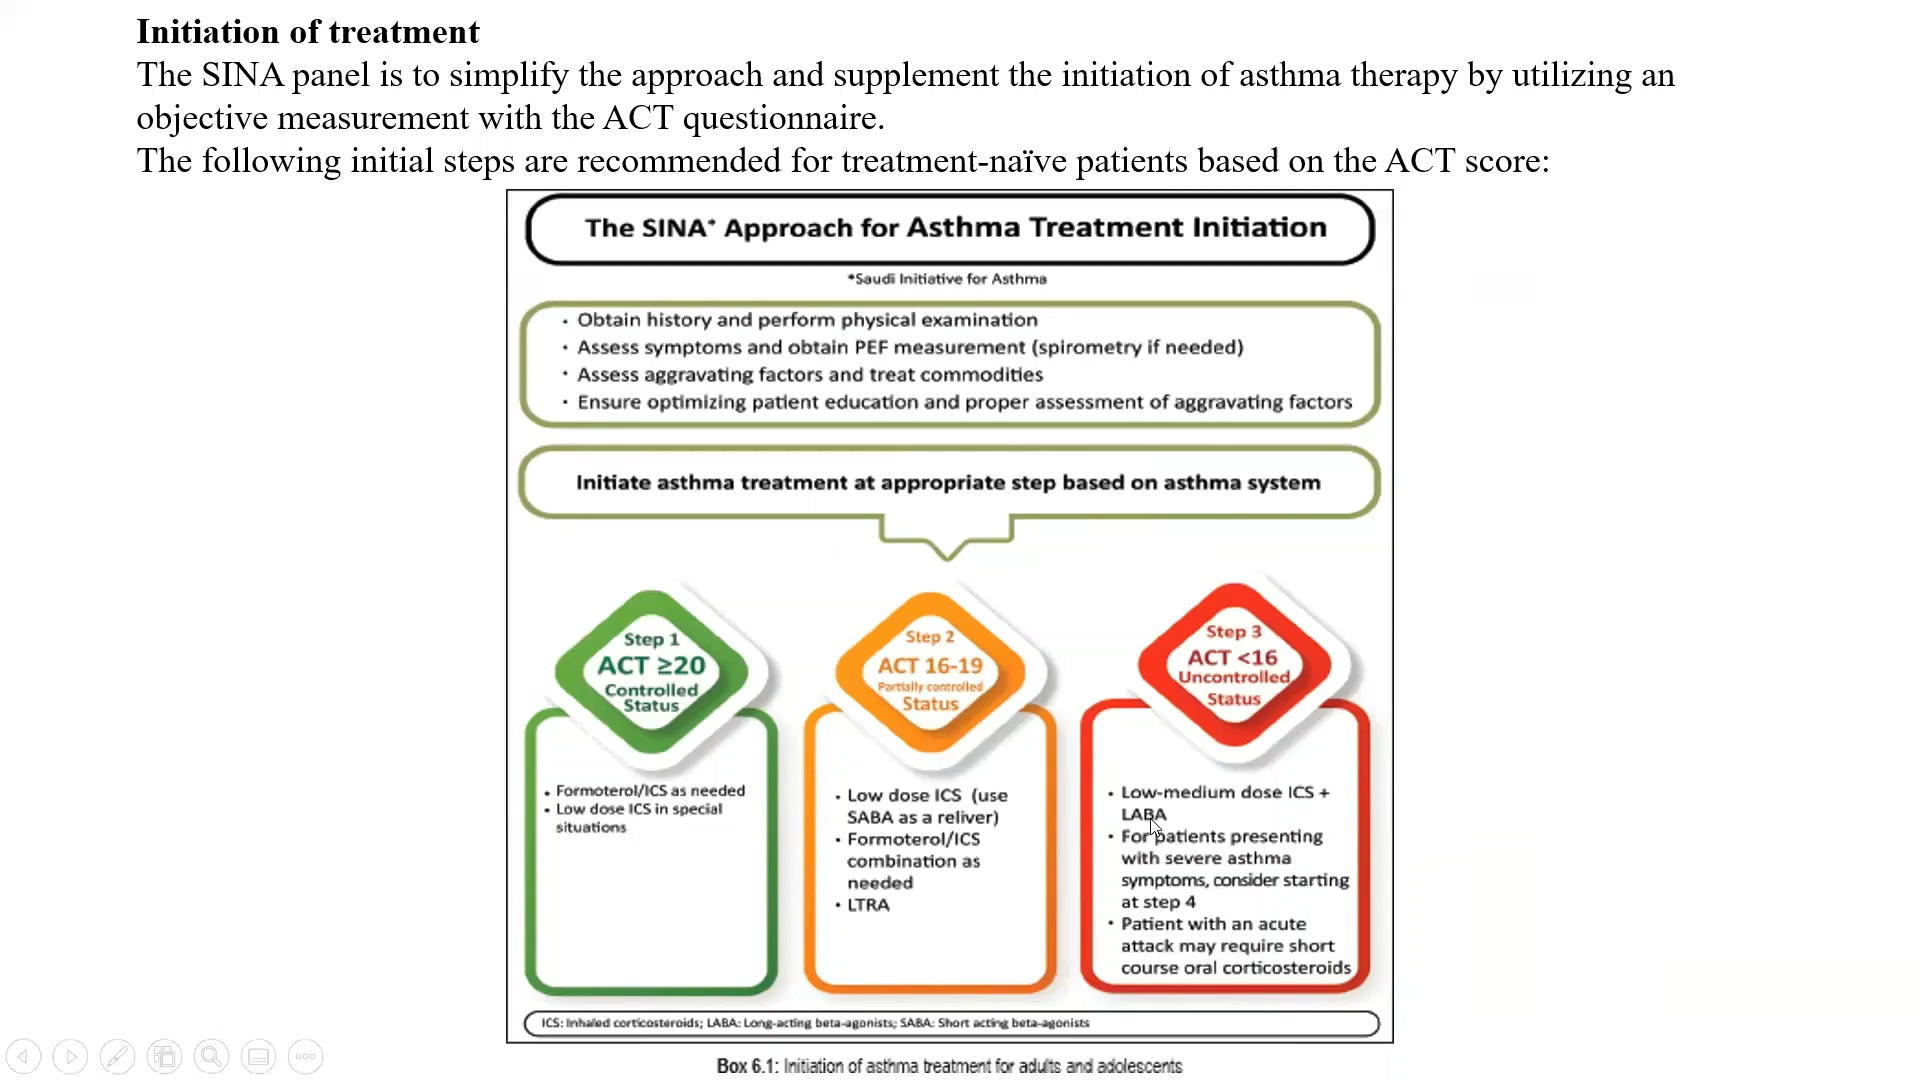 Initiation of treatment
The SINA panel is to simplify the approach and supplement the initiation of asthma therapy by utilizing an
objective measurement with the ACT questionnaire.
The following initial steps are recommended for treatment-naïve patients based on the ACT score:
The SINA* Approach for Asthma Treatment Initiation
*Saudi Initiative for Asthma
• Obtain history and perform physical examination
• Assess symptoms and obtain PEF measurement (spirometry if needed)
• Assess aggravating factors and treat commodities
• Ensure optimizing patient education and proper assessment of aggravating factors
Initiate asthma treatment at appropriate step based on asthma system
Step 1
ACT ≥20
Controlled
Status
• Formoterol/ICS as needed
• Low dose ICS in special
situations
Step 2
ACT 16-19
Partially controlled
Status
• Low dose ICS (use
SABA as a reliver)
• Formoterol/ICS
combination as
needed
• LTRA
Step 3
ACT <16
Uncontrolled
Status
• Low-medium dose ICS +
LABA
• For patients presenting
with severe asthma
symptoms, consider starting
at step 4
• Patient with an acute
attack may require short
course oral corticosteroids
ICS: Inhaled corticosteroids; LABA: Long-acting beta-agonists; SABA: Short acting beta-agonists
Box 6.1: Initiation of asthma treatment for adults and adolescents